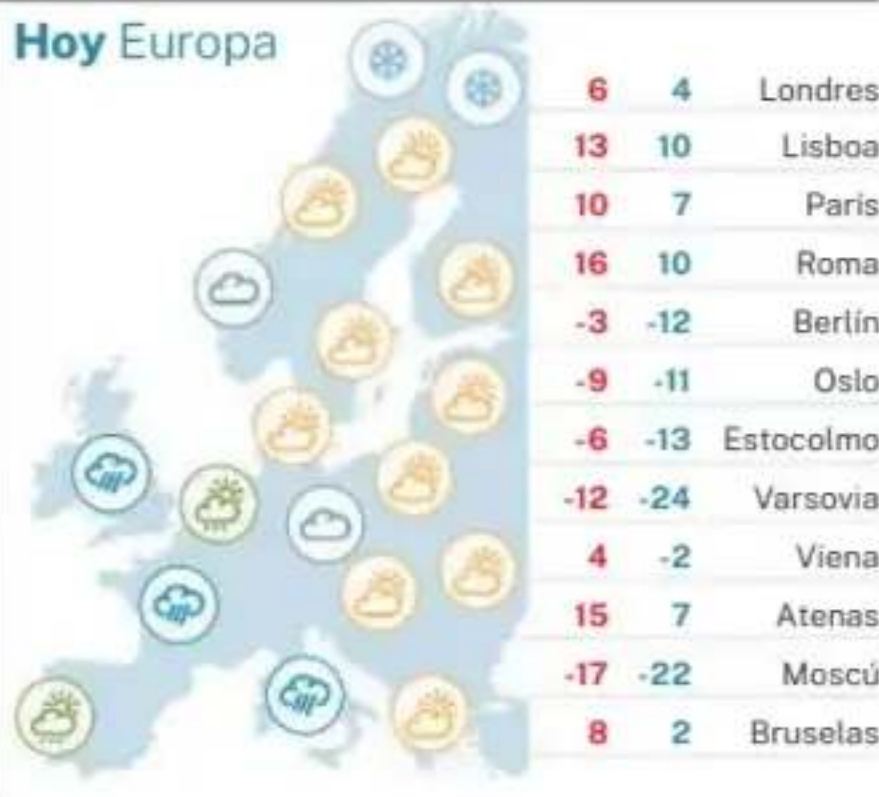 Hoy Europa
6 4 Londres
13 10 Lisboa
10 7 Paris
16 10 Roma
-3 -12 Berlín
-9 -11 Oslo
-6 -13 Estocolmo
-12 -24 Varsovia
4 -2 Viena
15 7 Atenas
-17 -22 Moscú
8 2 Bruselas